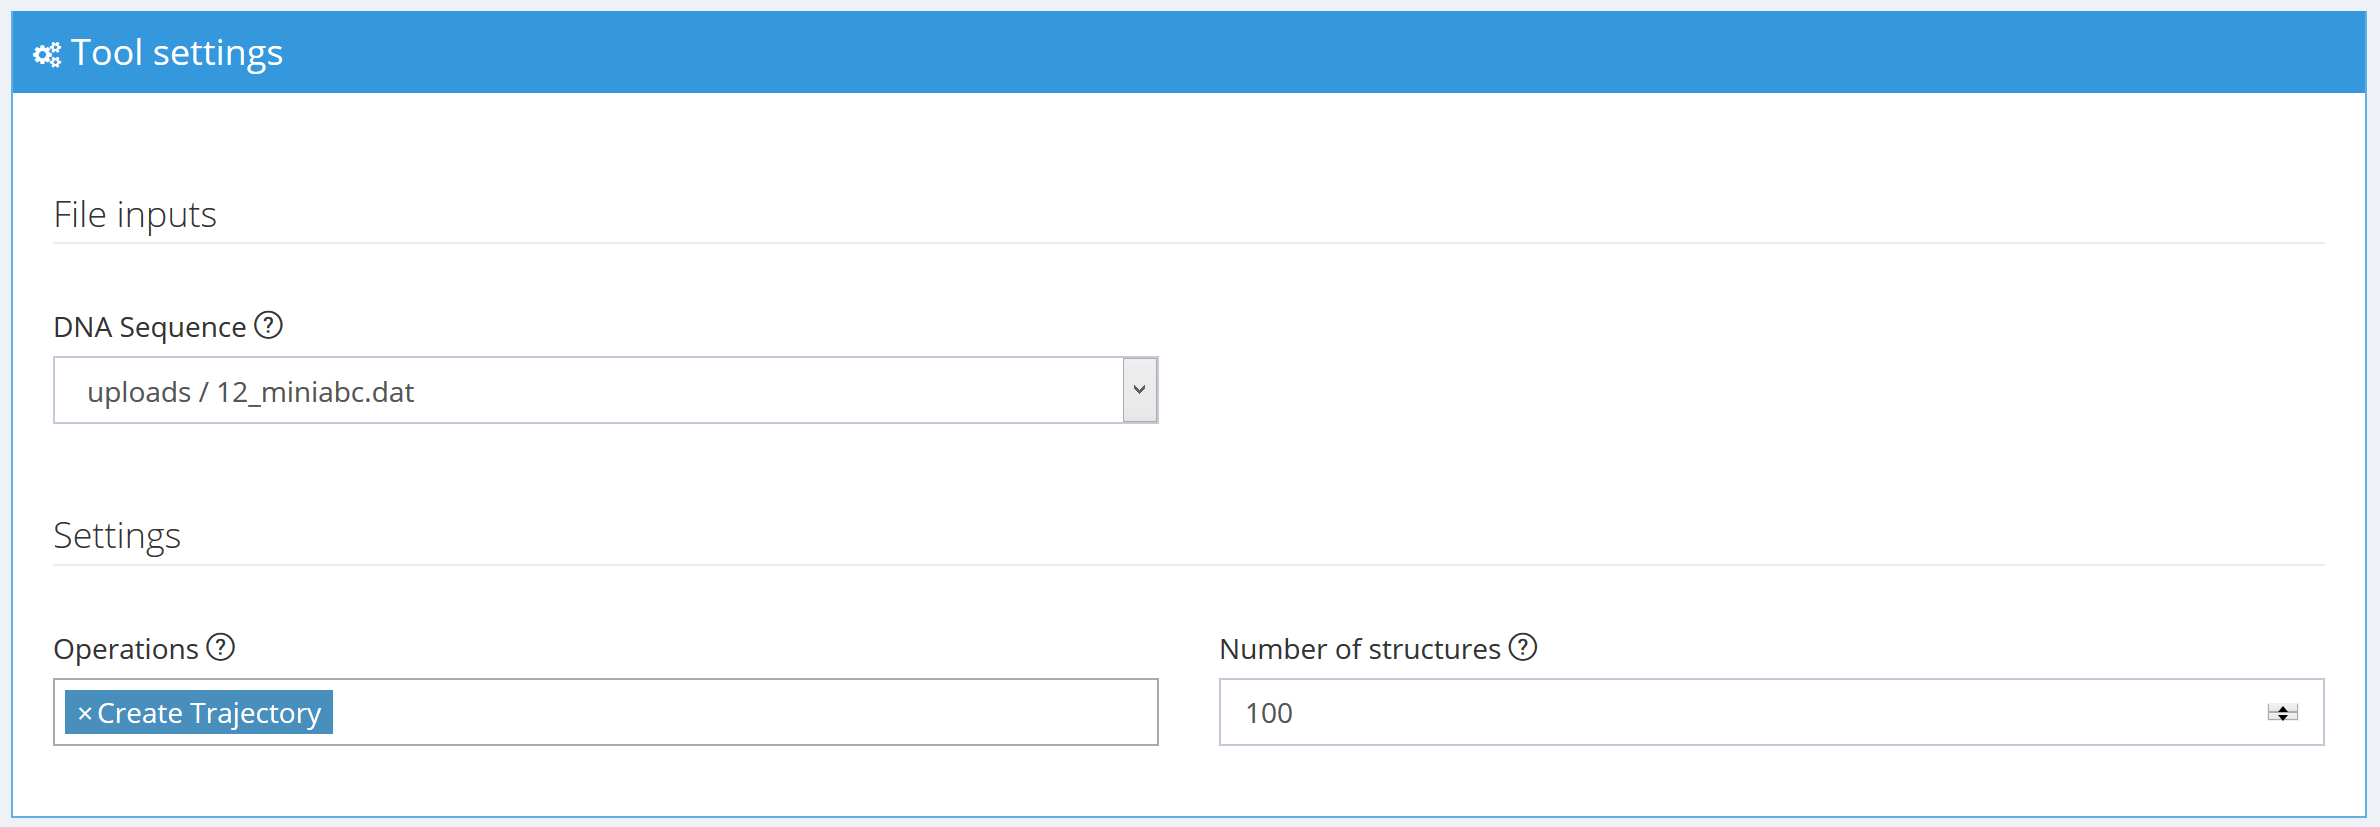 Tool settings
File inputs
DNA Sequence ?
uploads / 12_miniabc.dat
Settings
Operations ?
Number of structures ?
×Create Trajectory
100